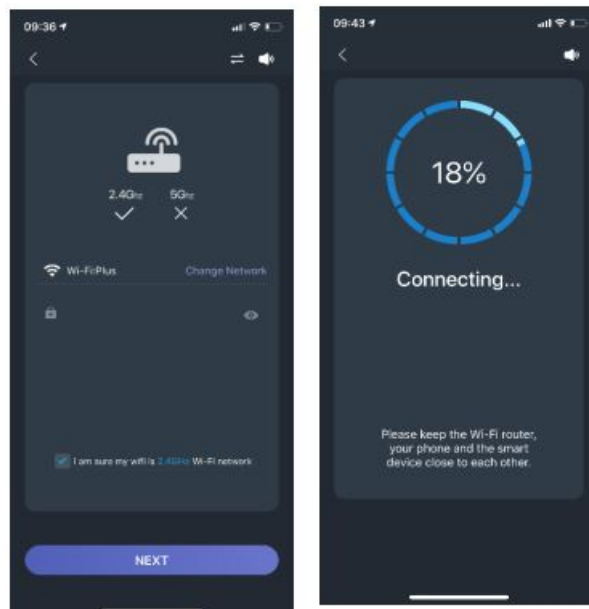 09:36
2.4Ghz 5Ghz
Wi-Fi:Plus Change Network
I am sure my wifi is 2.4GHz Wi-Fi network
NEXT
09:43
18%
Connecting...
Please keep the Wi-Fi router,
your phone and the smart
device close to each other.